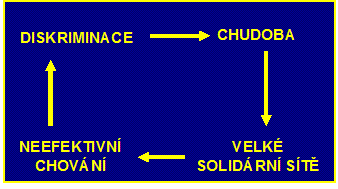 DISKRIMINACE
CHUDOBA
NEEFEKTIVNÍ
CHOVÁNÍ
VELKÉ
SOLIDÁRNÍ SÍTĚ